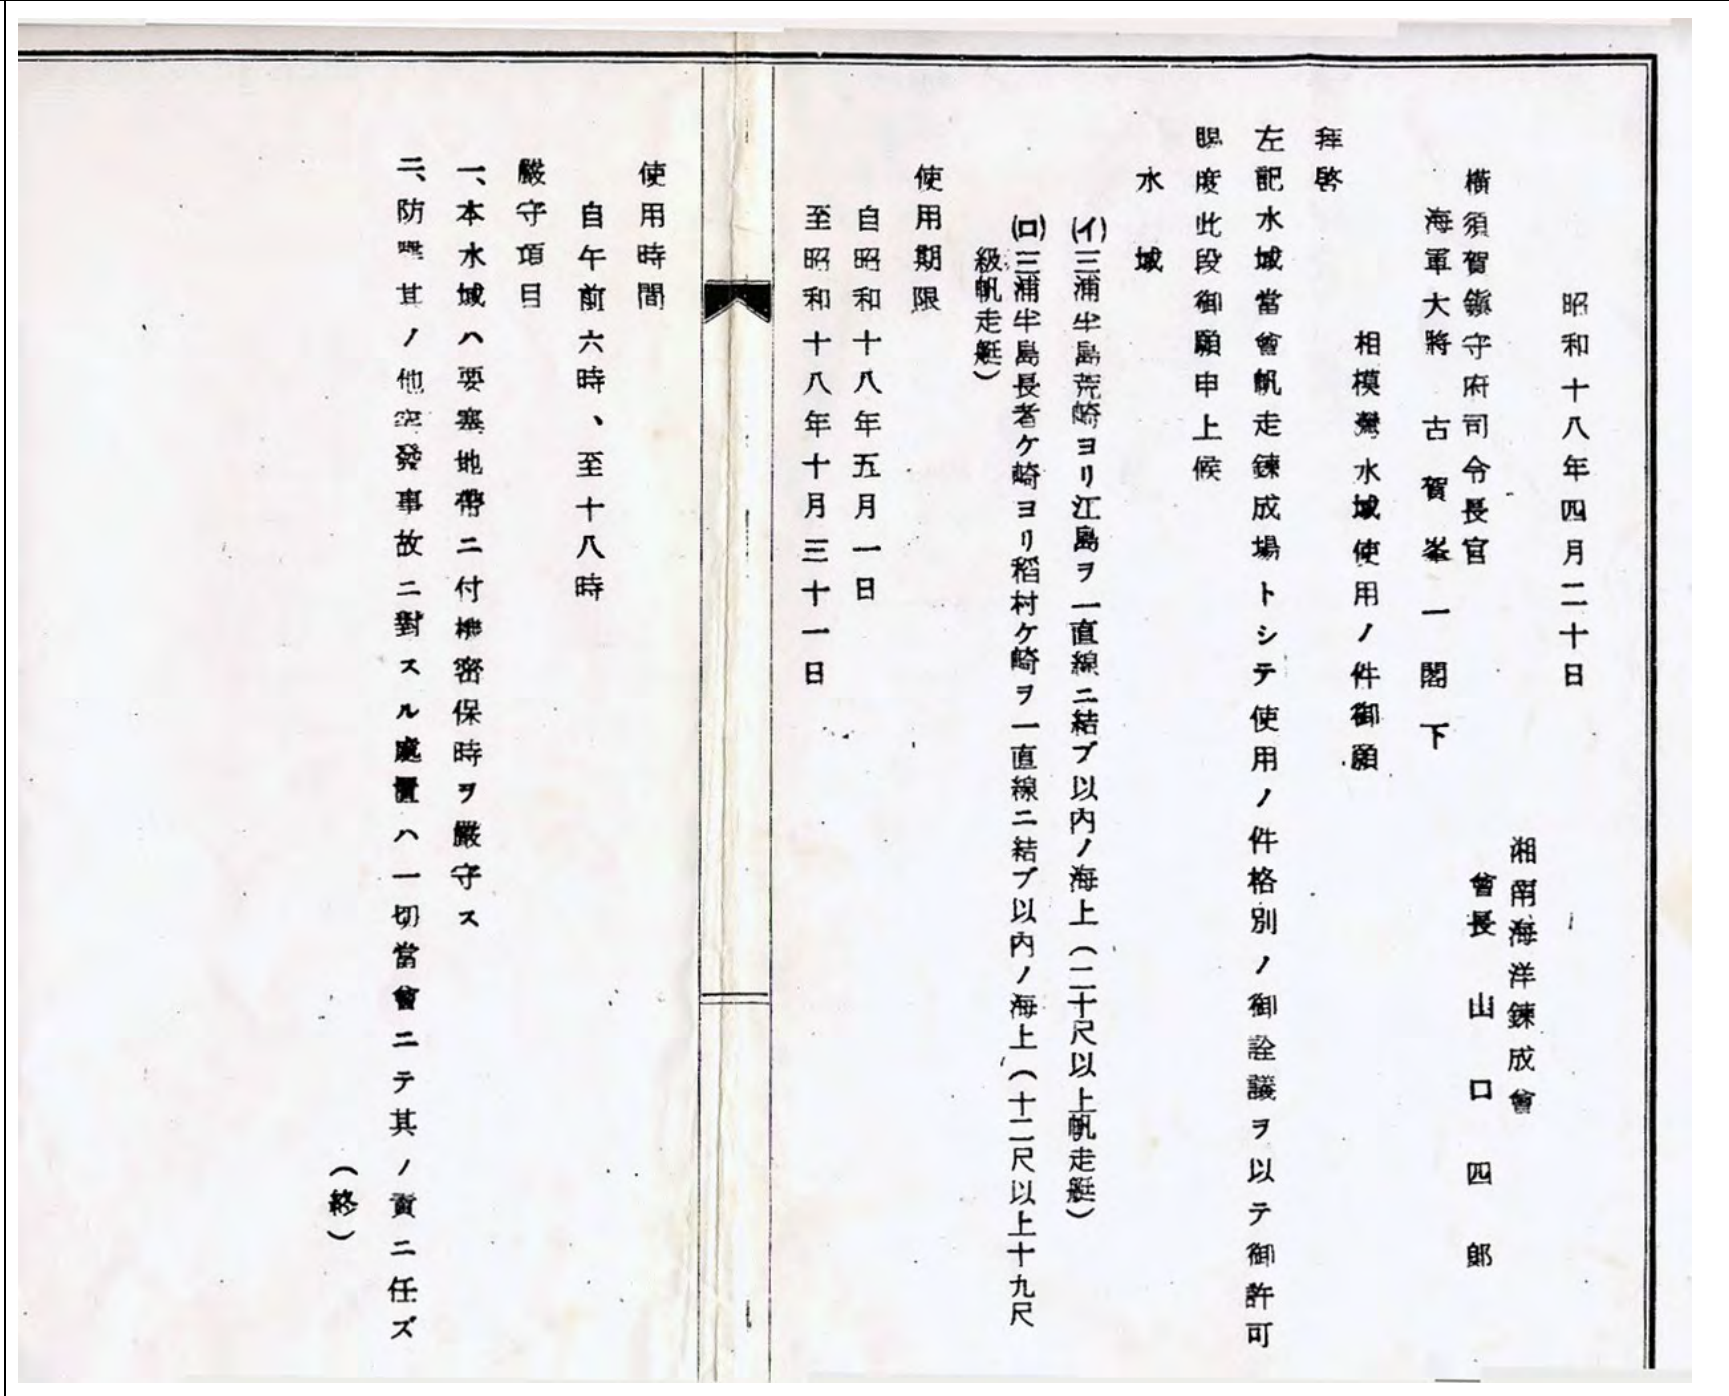 昭和十八年四月二十日
湘南海洋錬成會
會長 山口四郎
横須賀鎭守府司令長官
海軍大將 古賀峯一閣下
相模灣水域使用ノ件御願
拜啓
左記水域當會帆走錬成場トシテ使用ノ件格別ノ御詮議ヲ以テ御許可
賜度此段御願申上候
水域
(イ)三浦半島荒崎ヨリ江島ヲ一直線ニ結ブ以内ノ海上(二十尺以上帆走艇)
(ロ)三浦半島長者ケ崎ヨリ稻村ケ崎ヲ一直線ニ結ブ以内ノ海上(十二尺以上十九尺
級帆走艇)
使用期限
自昭和十八年五月一日
至昭和十八年十月三十一日
使用時間
自午前六時、至十八時
嚴守項目
一、本水域ハ要塞地帶ニ付機密保時ヲ嚴守ス
二、防諜其ノ他突發事故ニ對スル處置ハ一切當會ニテ其ノ責ニ任ズ
(終)